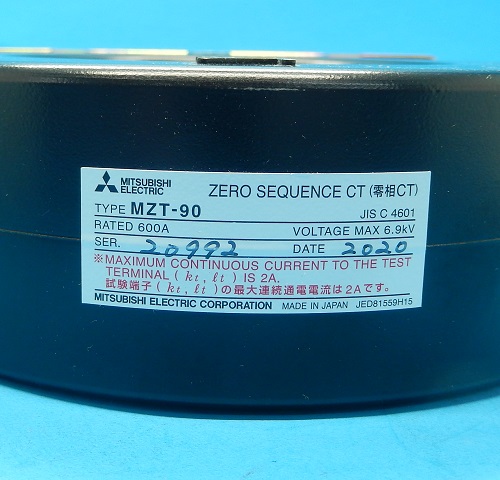 MITSUBISHI
ELECTRIC
ZERO SEQUENCE CT (零相CT)
TYPE MZT-90 JIS C 4601
RATED 600A VOLTAGE MAX 6.9kV
SER. 20992 DATE 2020
※MAXIMUM CONTINUOUS CURRENT TO THE TEST
TERMINAL (kt, ℓt) IS 2A.
試験端子(kt, ℓt)の最大連続通電電流は2Aです。
MITSUBISHI ELECTRIC CORPORATION MADE IN JAPAN JED81559H15